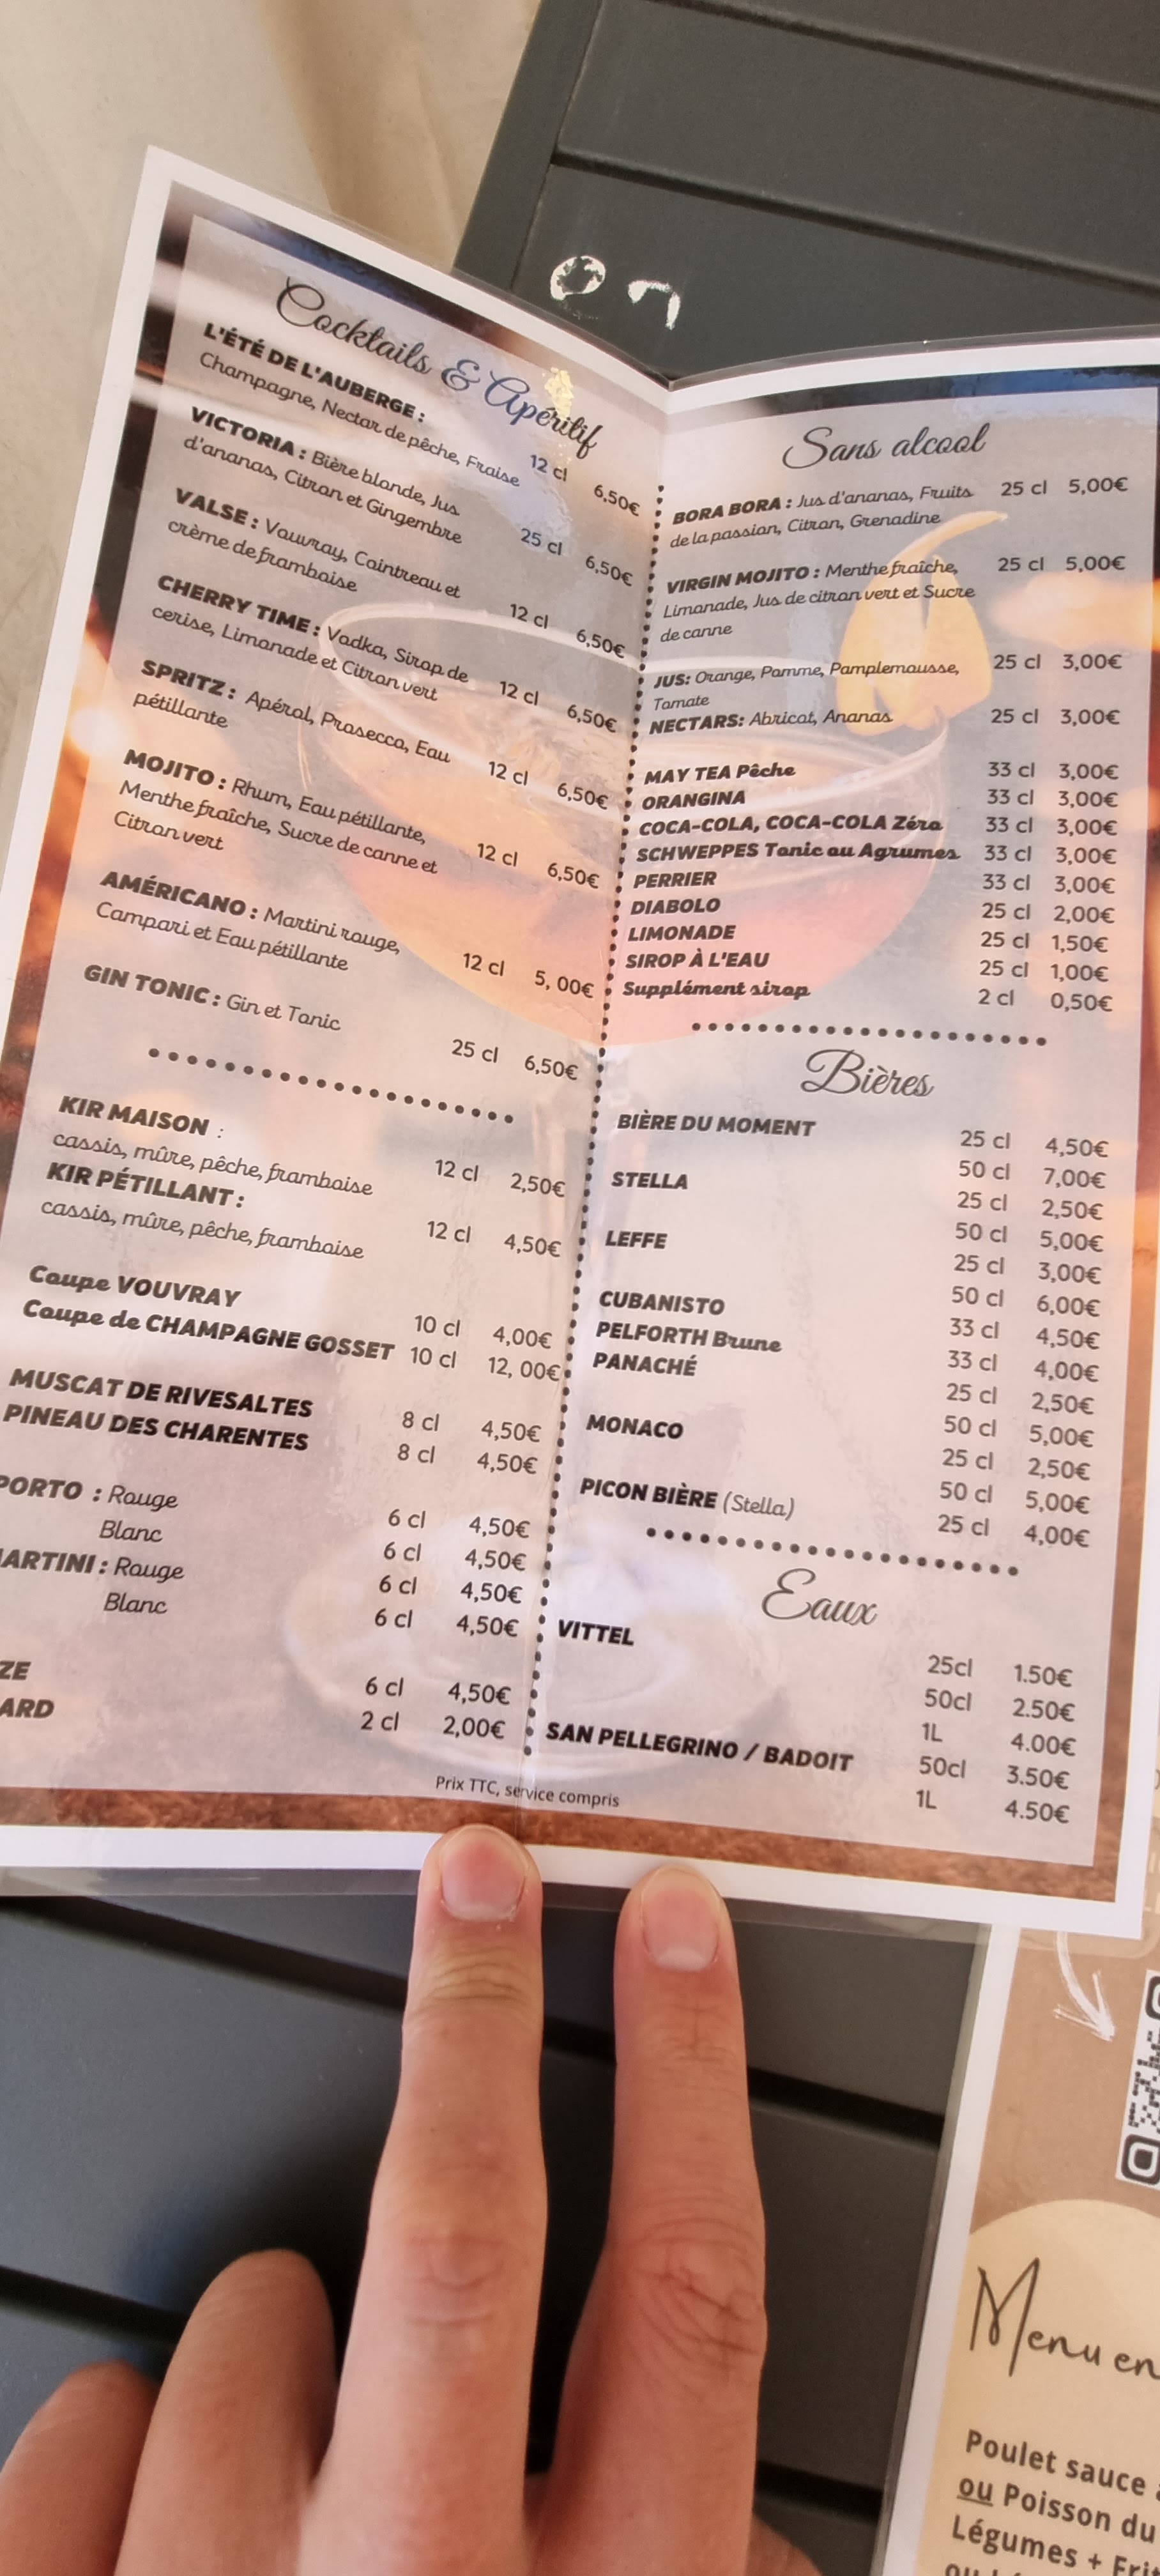 Cocktails & Apéritif
L'ÉTÉ DE L'AUBERGE :
Champagne, Nectar de pêche, Fraise 12 cl 6,50€
VICTORIA : Bière blonde, Jus
d'ananas, Citron et Gingembre 25 cl 6,50€
VALSE : Vouvray, Cointreau et
crème de framboise 12 cl 6,50€
CHERRY TIME : Vodka, Sirop de
cerise, Limonade et Citron vert 12 cl 6,50€
SPRITZ : Apérol, Prosecco, Eau
pétillante 12 cl 6,50€
MOJITO : Rhum, Eau pétillante,
Menthe fraîche, Sucre de canne et 12 cl 6,50€
Citron vert
AMÉRICANO : Martini rouge,
Campari et Eau pétillante 12 cl 5, 00€
GIN TONIC : Gin et Tonic
25 cl 6,50€
KIR MAISON :
cassis, mûre, pêche, framboise 12 cl 2,50€
KIR PÉTILLANT :
cassis, mûre, pêche, framboise 12 cl 4,50€
Coupe VOUVRAY 10 cl 4,00€
Coupe de CHAMPAGNE GOSSET 10 cl 12, 00€
MUSCAT DE RIVESALTES 8 cl 4,50€
PINEAU DES CHARENTES 8 cl 4,50€
PORTO : Rouge 6 cl 4,50€
Blanc 6 cl 4,50€
ARTINI : Rouge 6 cl 4,50€
Blanc 6 cl 4,50€
ZE 6 cl 4,50€
ARD 2 cl 2,00€
Sans alcool
BORA BORA : Jus d'ananas, Fruits 25 cl 5,00€
de la passion, Citron, Grenadine
VIRGIN MOJITO : Menthe fraîche, 25 cl 5,00€
Limonade, Jus de citron vert et Sucre
de canne
JUS: Orange, Pomme, Pamplemousse, 25 cl 3,00€
Tomate
NECTARS: Abricot, Ananas 25 cl 3,00€
MAY TEA Pêche 33 cl 3,00€
ORANGINA 33 cl 3,00€
COCA-COLA, COCA-COLA Zéro 33 cl 3,00€
SCHWEPPES Tonic ou Agrumes 33 cl 3,00€
PERRIER 33 cl 3,00€
DIABOLO 25 cl 2,00€
LIMONADE 25 cl 1,50€
SIROP À L'EAU 25 cl 1,00€
Supplément sirop 2 cl 0,50€
Bières
BIÈRE DU MOMENT 25 cl 4,50€
50 cl 7,00€
STELLA 25 cl 2,50€
50 cl 5,00€
LEFFE 25 cl 3,00€
50 cl 6,00€
CUBANISTO 33 cl 4,50€
PELFORTH Brune 33 cl 4,00€
PANACHÉ 25 cl 2,50€
50 cl 5,00€
MONACO 25 cl 2,50€
50 cl 5,00€
PICON BIÈRE (Stella) 25 cl 4,00€
Eaux
VITTEL 25cl 1.50€
50cl 2.50€
1L 4.00€
SAN PELLEGRINO / BADOIT 50cl 3.50€
1L 4.50€
Prix TTC, service compris
Menu en
Poulet sauce
ou Poisson du
Légumes + Fri